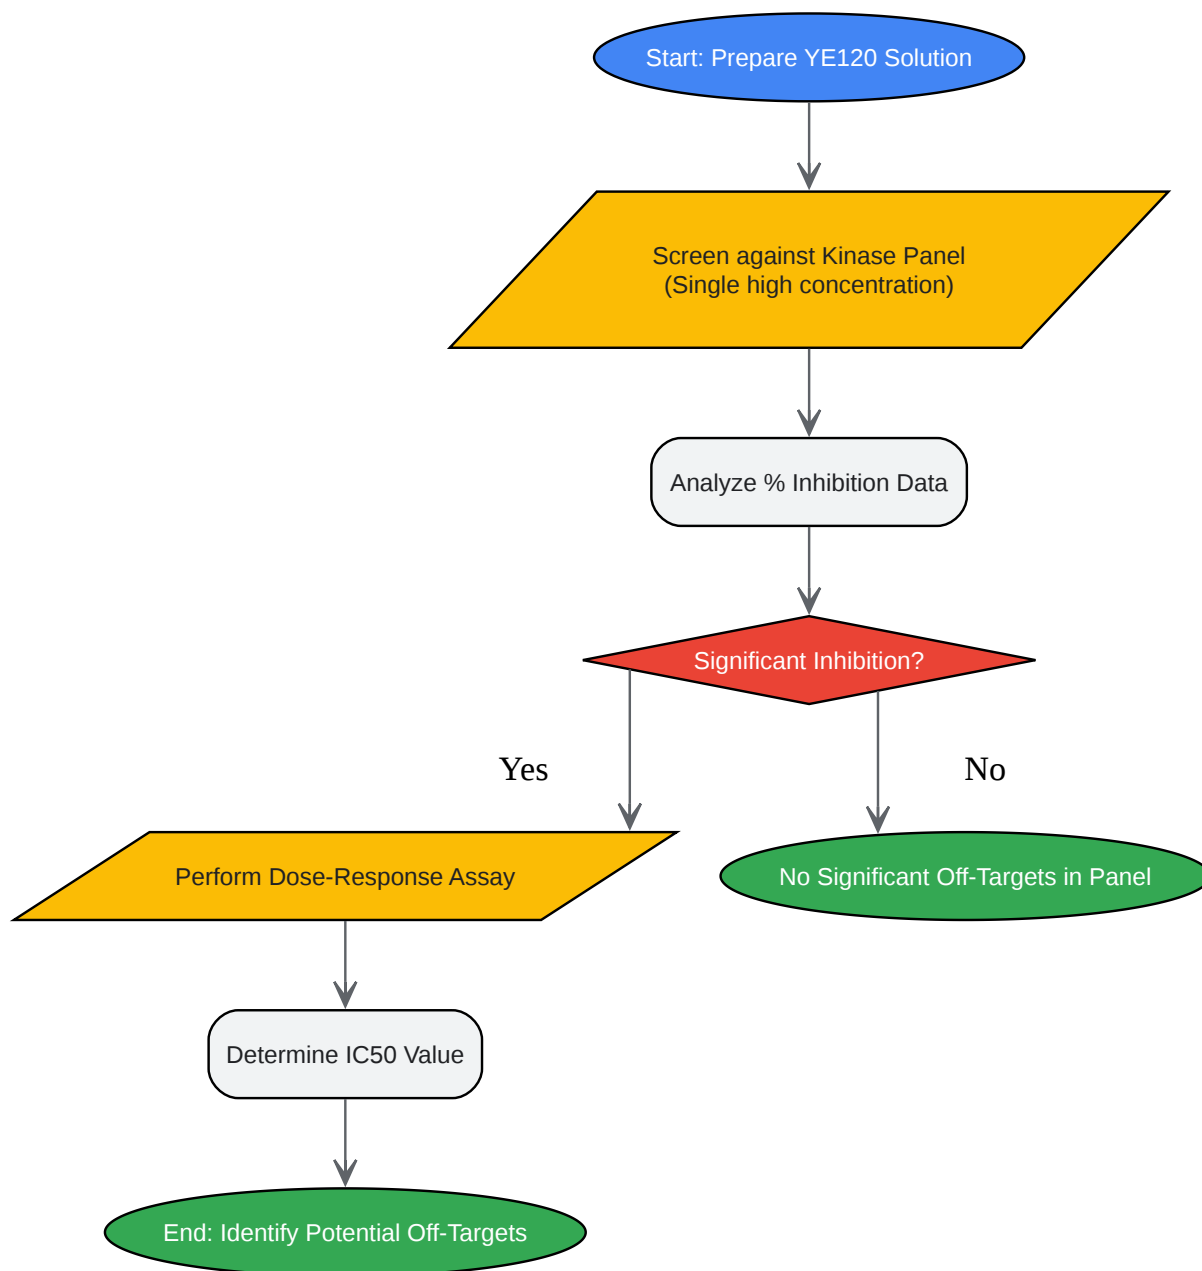 Start: Prepare YE120 Solution
Screen against Kinase Panel
(Single high concentration)
Analyze % Inhibition Data
Significant Inhibition?
Yes
No
Perform Dose-Response Assay
No Significant Off-Targets in Panel
Determine IC50 Value
End: Identify Potential Off-Targets